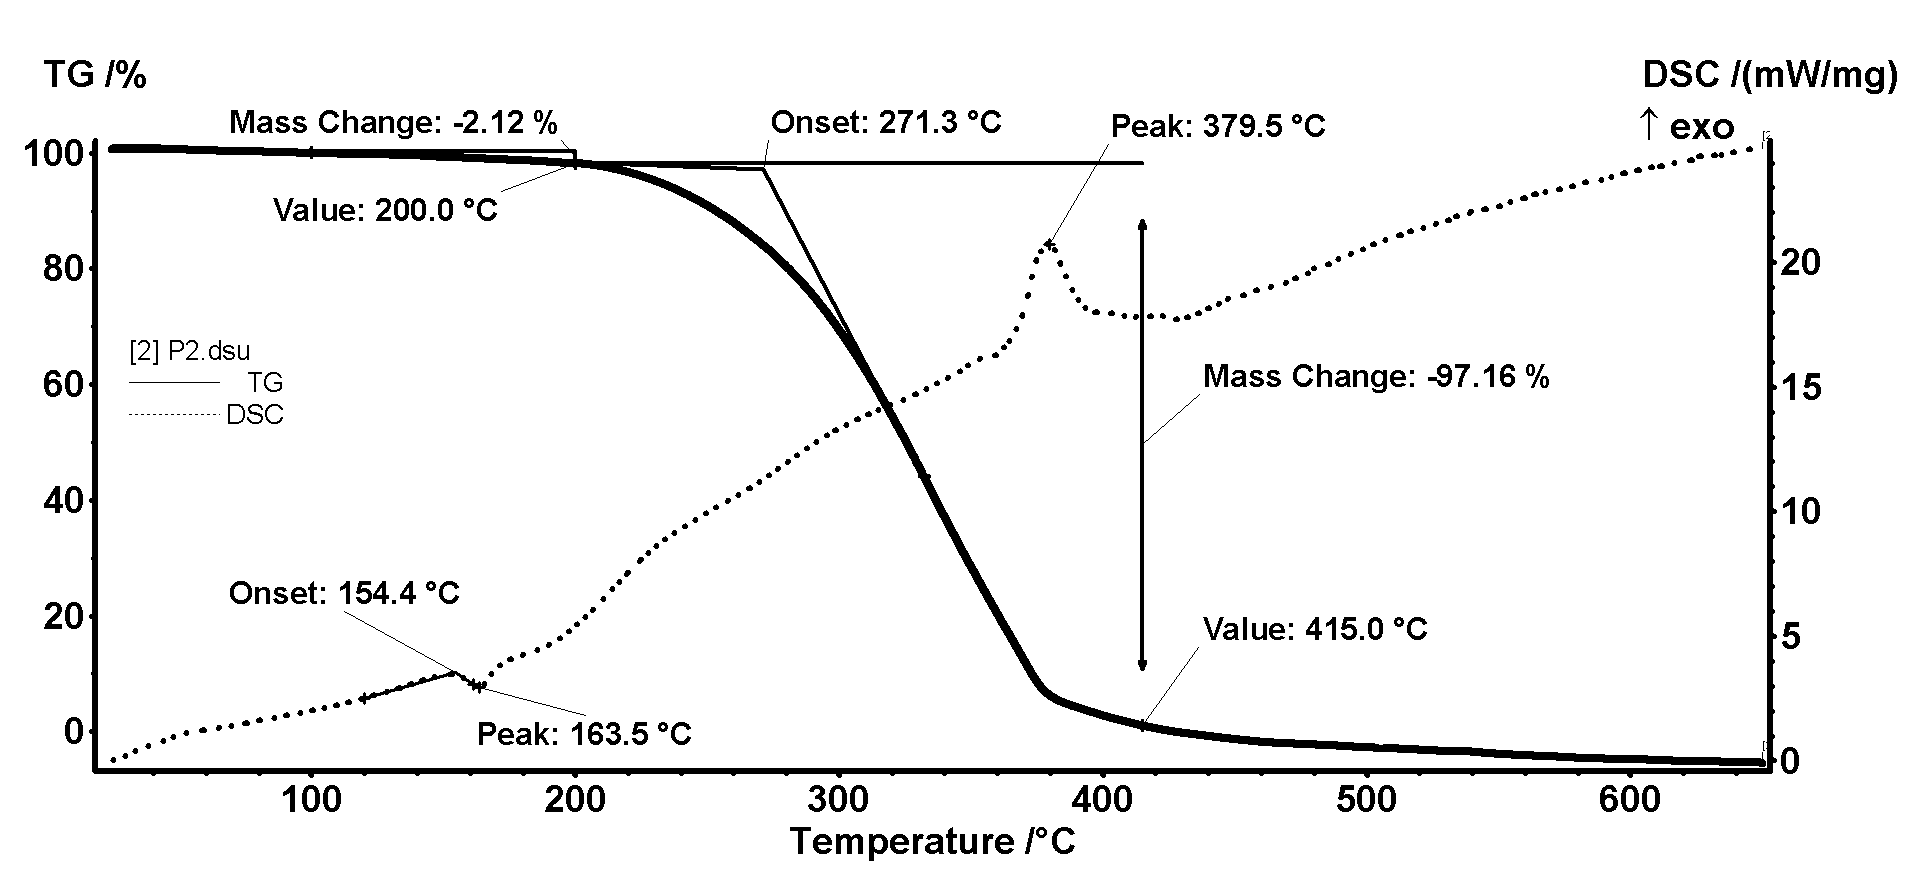 TG /%
DSC /(mW/mg)
↑ exo
Mass Change: -2.12 %
Onset: 271.3 °C
Peak: 379.5 °C
100
Value: 200.0 °C
80
20
[2] P2.dsu
TG
DSC
60
15
Mass Change: -97.16 %
40
10
Onset: 154.4 °C
20
Value: 415.0 °C
5
0
Peak: 163.5 °C
0
100
200
300
400
500
600
Temperature /°C